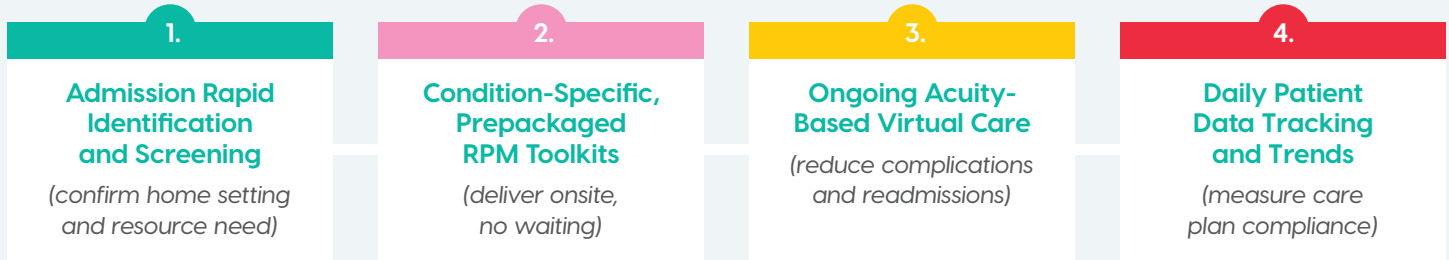 1.
Admission Rapid
Identification
and Screening
(confirm home setting
and resource need)
2.
Condition-Specific,
Prepackaged
RPM Toolkits
(deliver onsite,
no waiting)
3.
Ongoing Acuity-
Based Virtual Care
(reduce complications
and readmissions)
4.
Daily Patient
Data Tracking
and Trends
(measure care
plan compliance)